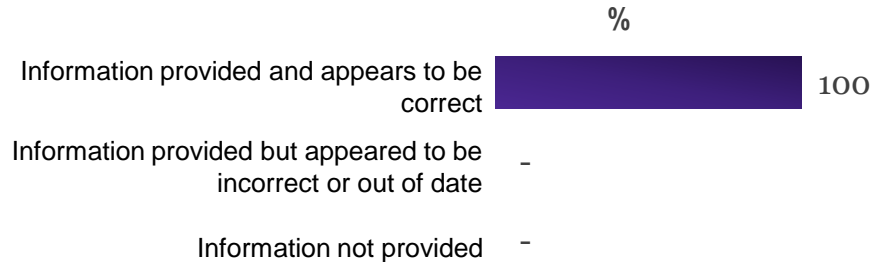 %
Information provided and appears to be
correct
100
Information provided but appeared to be
incorrect or out of date
-
Information not provided
-